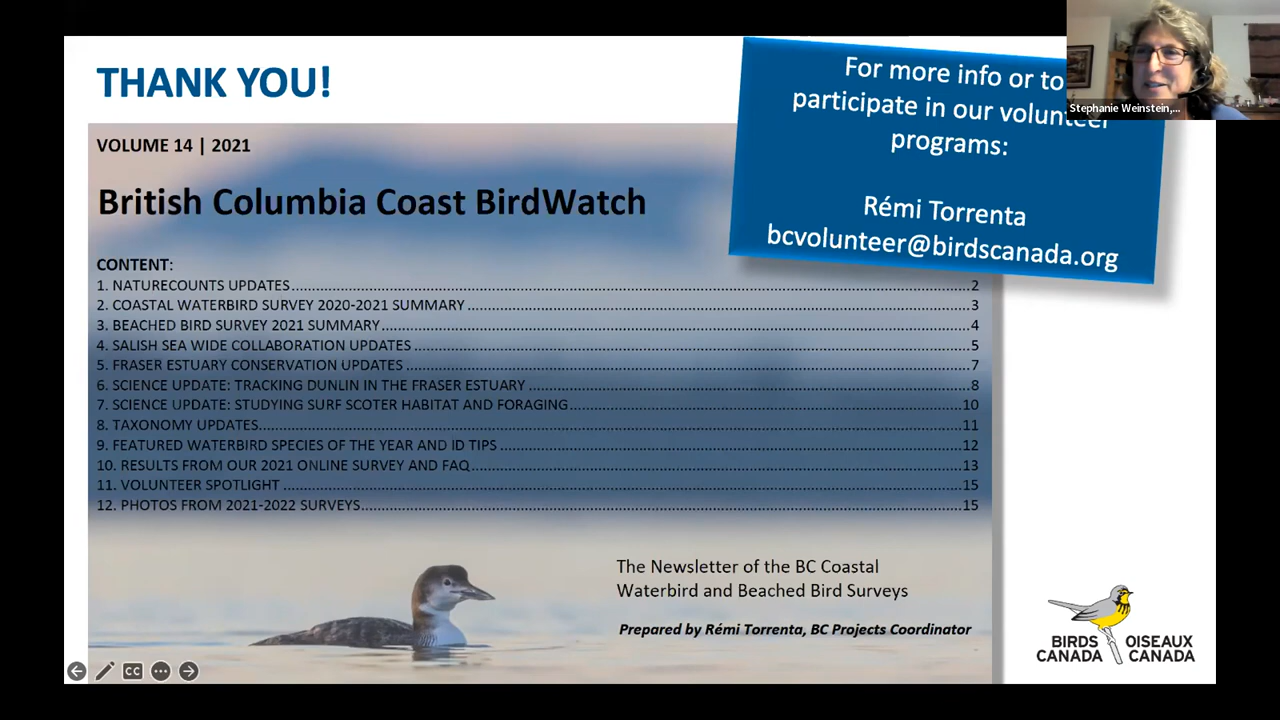 THANK YOU!
For more info or to
participate in our volunteer
programs:
Rémi Torrenta
bcvolunteer@birdscanada.org
Stephanie Weinstein,...
VOLUME 14 | 2021
British Columbia Coast BirdWatch
CONTENT:
1. NATURECOUNTS UPDATES 2
2. COASTAL WATERBIRD SURVEY 2020-2021 SUMMARY 3
3. BEACHED BIRD SURVEY 2021 SUMMARY 4
4. SALISH SEA WIDE COLLABORATION UPDATES 5
5. FRASER ESTUARY CONSERVATION UPDATES 7
6. SCIENCE UPDATE: TRACKING DUNLIN IN THE FRASER ESTUARY 8
7. SCIENCE UPDATE: STUDYING SURF SCOTER HABITAT AND FORAGING 10
8. TAXONOMY UPDATES 11
9. FEATURED WATERBIRD SPECIES OF THE YEAR AND ID TIPS 12
10. RESULTS FROM OUR 2021 ONLINE SURVEY AND FAQ 13
11. VOLUNTEER SPOTLIGHT 15
12. PHOTOS FROM 2021-2022 SURVEYS 15
The Newsletter of the BC Coastal
Waterbird and Beached Bird Surveys
Prepared by Rémi Torrenta, BC Projects Coordinator
BIRDS OISEAUX
CANADA CANADA
CC